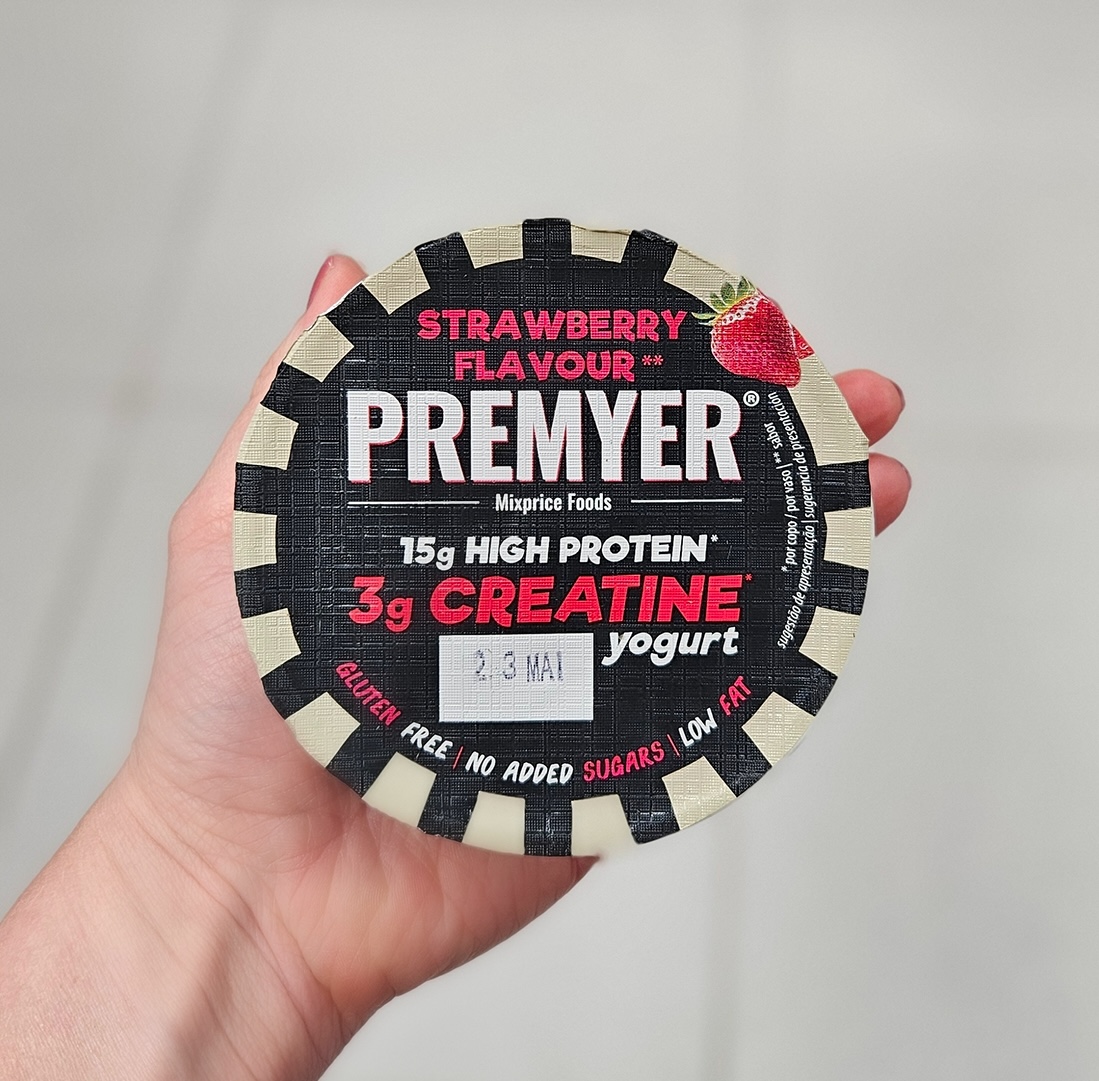 STRAWBERRY
FLAVOUR**
PREMYER®
Mixprice Foods
15g HIGH PROTEIN*
3g CREATINE*
yogurt
23 MAI
GLUTEN FREE | NO ADDED SUGARS | LOW FAT
* por copo / por vaso | ** sabor
sugestão de apresentação | sugerencia de presentación